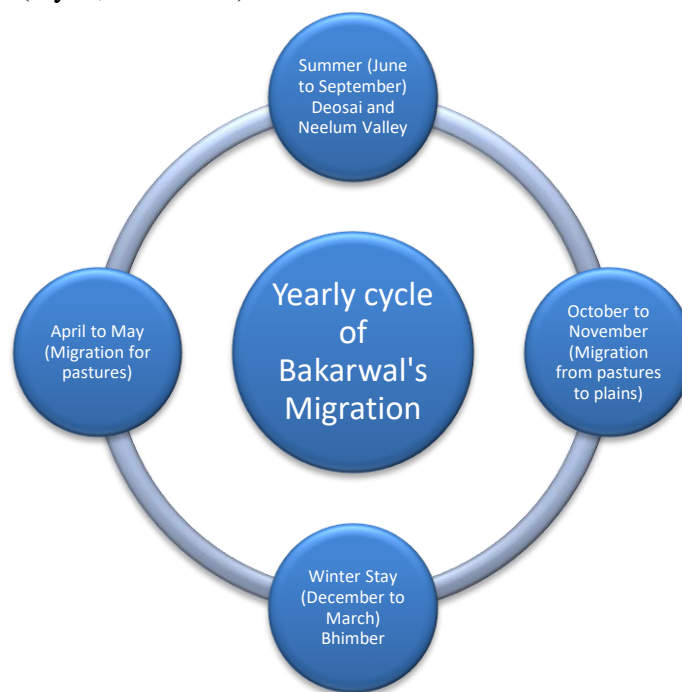 Summer (June
to September)
Deosai and
Neelum Valley
Yearly cycle
of
Bakarwal's
Migration
October to
November
(Migration
from pastures
to plains)
Winter Stay
(December to
March)
Bhimber
April to May
(Migration for
pastures)